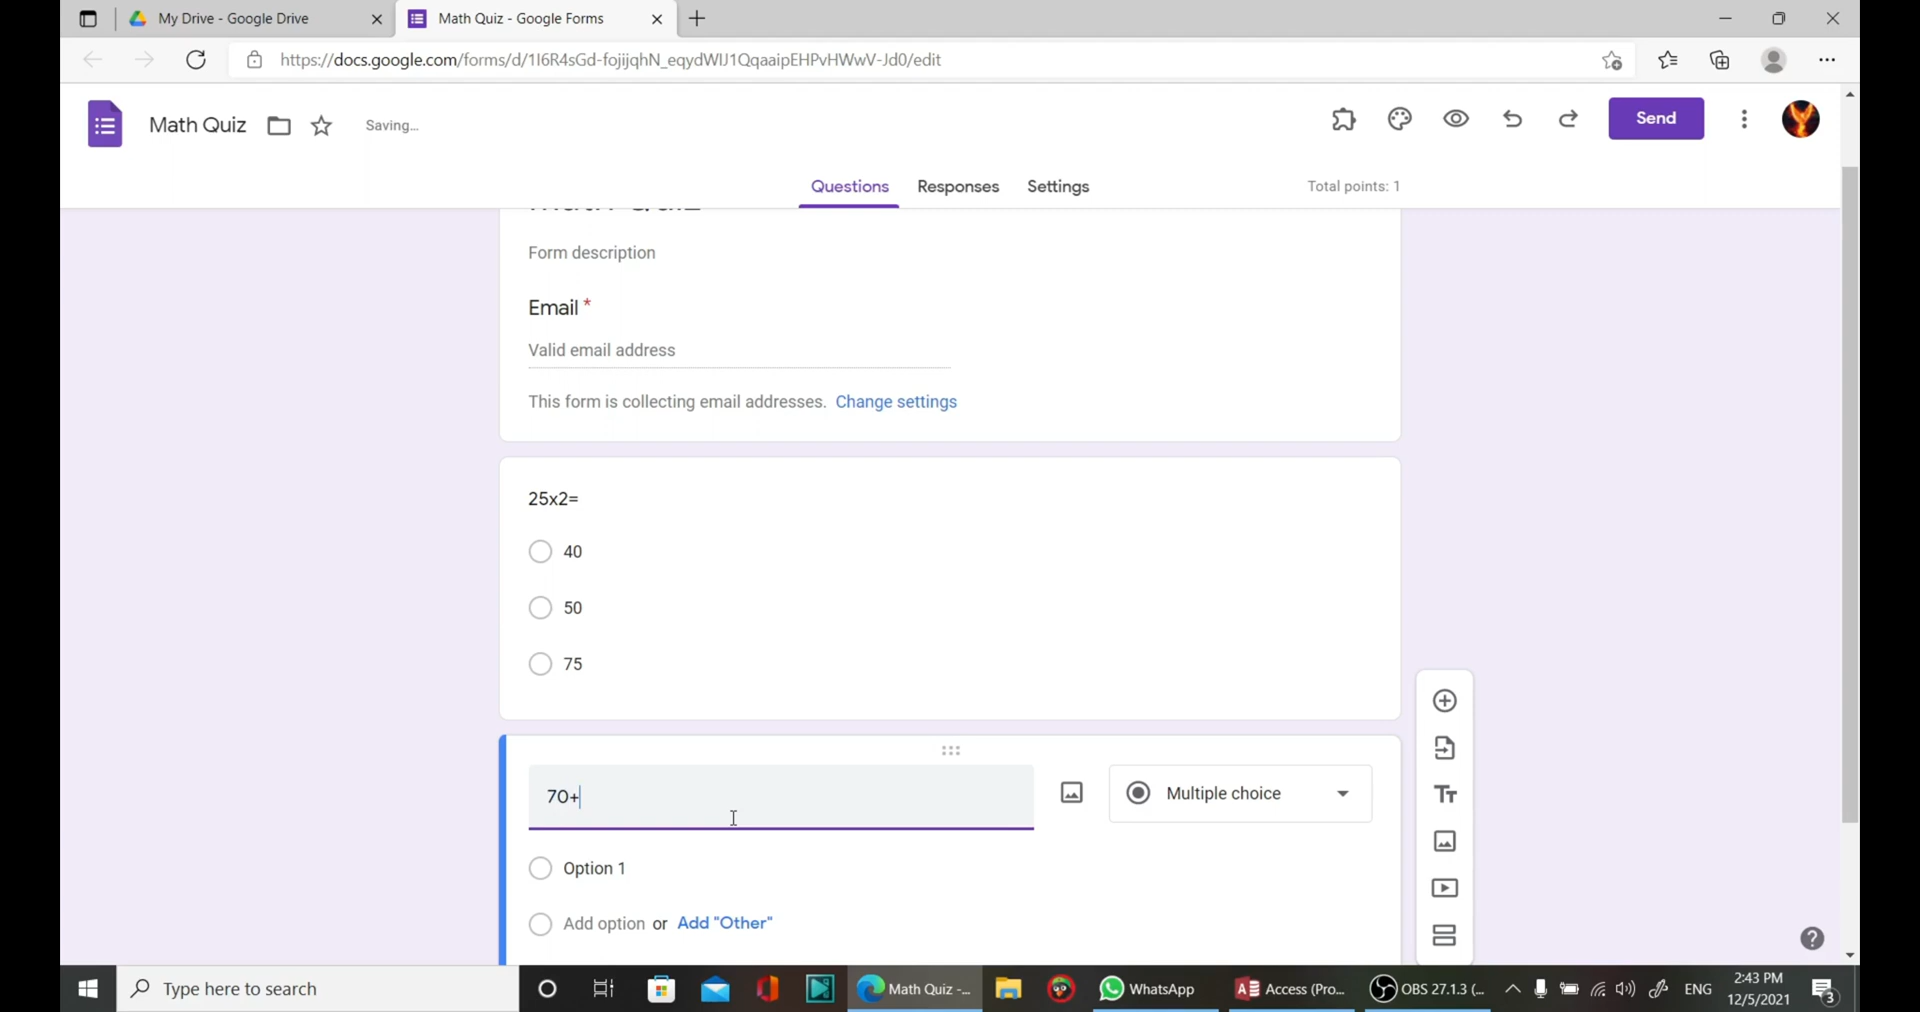 My Drive - Google Drive
Math Quiz - Google Forms
https://docs.google.com/forms/d/1I6R4sGd-fojijqhN_eqydWIJ1QqaaipEHPvHWwV-Jd0/edit
Math Quiz
Saving...
Send
Questions
Responses
Settings
Total points: 1
Form description
Email *
Valid email address
This form is collecting email addresses. Change settings
25x2=
40
50
75
70+
Multiple choice
Option 1
Add option or Add "Other"
Type here to search
Math Quiz -...
WhatsApp
Access (Pro...
OBS 27.1.3 (...
ENG
2:43 PM
12/5/2021
3